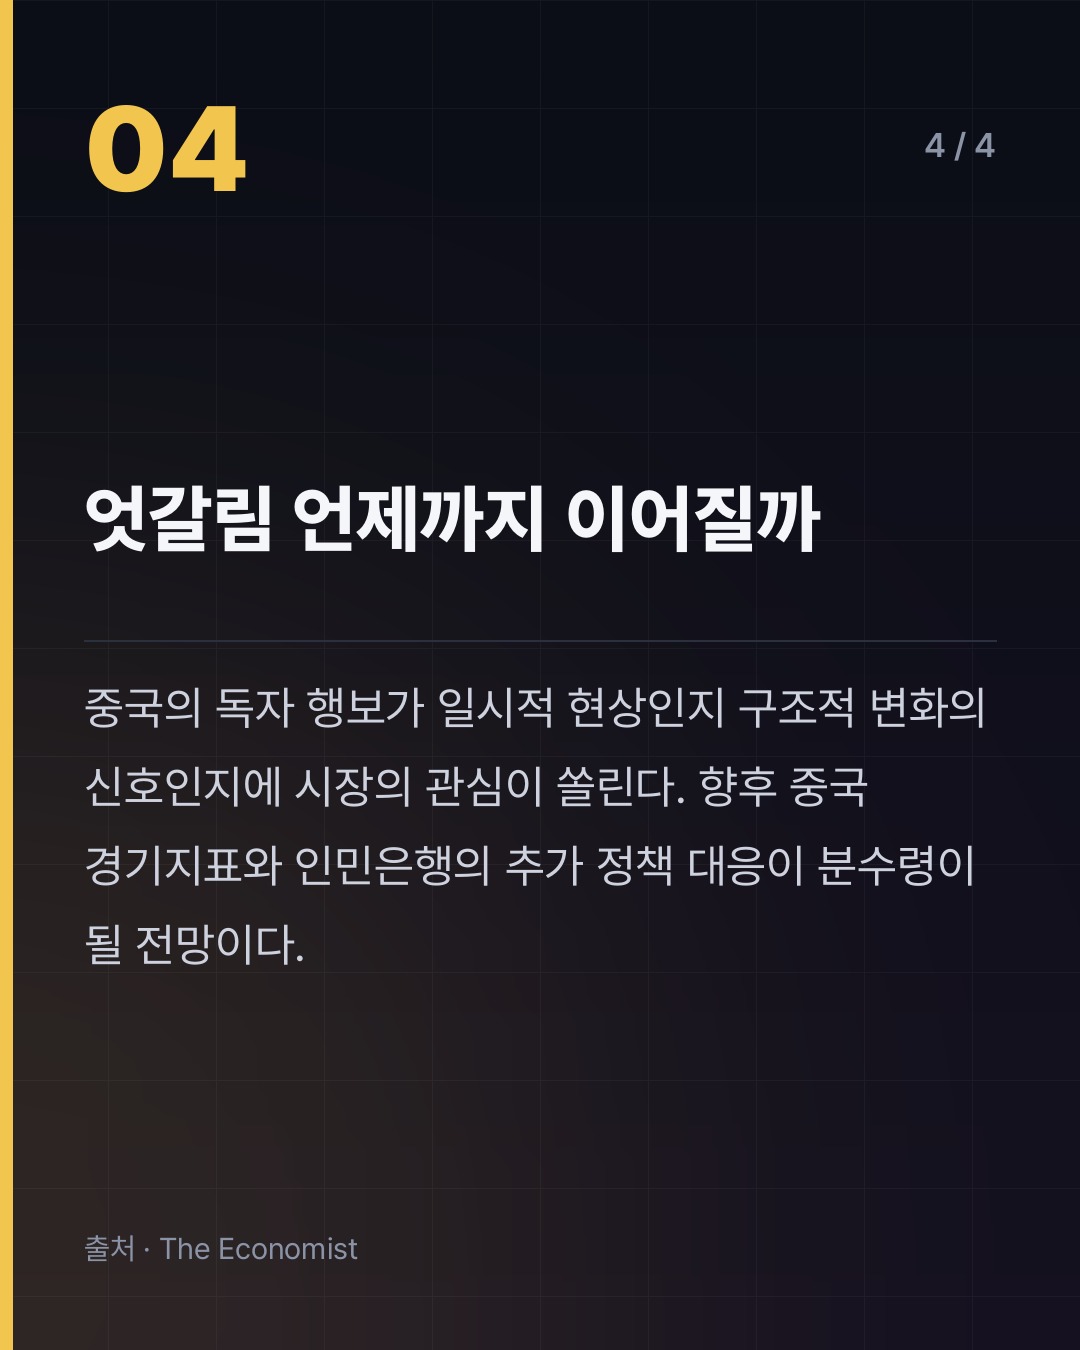 04
4 / 4
엇갈림 언제까지 이어질까
중국의 독자 행보가 일시적 현상인지 구조적 변화의
신호인지에 시장의 관심이 쏠린다. 향후 중국
경기지표와 인민은행의 추가 정책 대응이 분수령이
될 전망이다.
출처 · The Economist